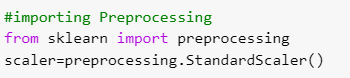 #importing Preprocessing
from sklearn import preprocessing
scaler=preprocessing.StandardScaler()